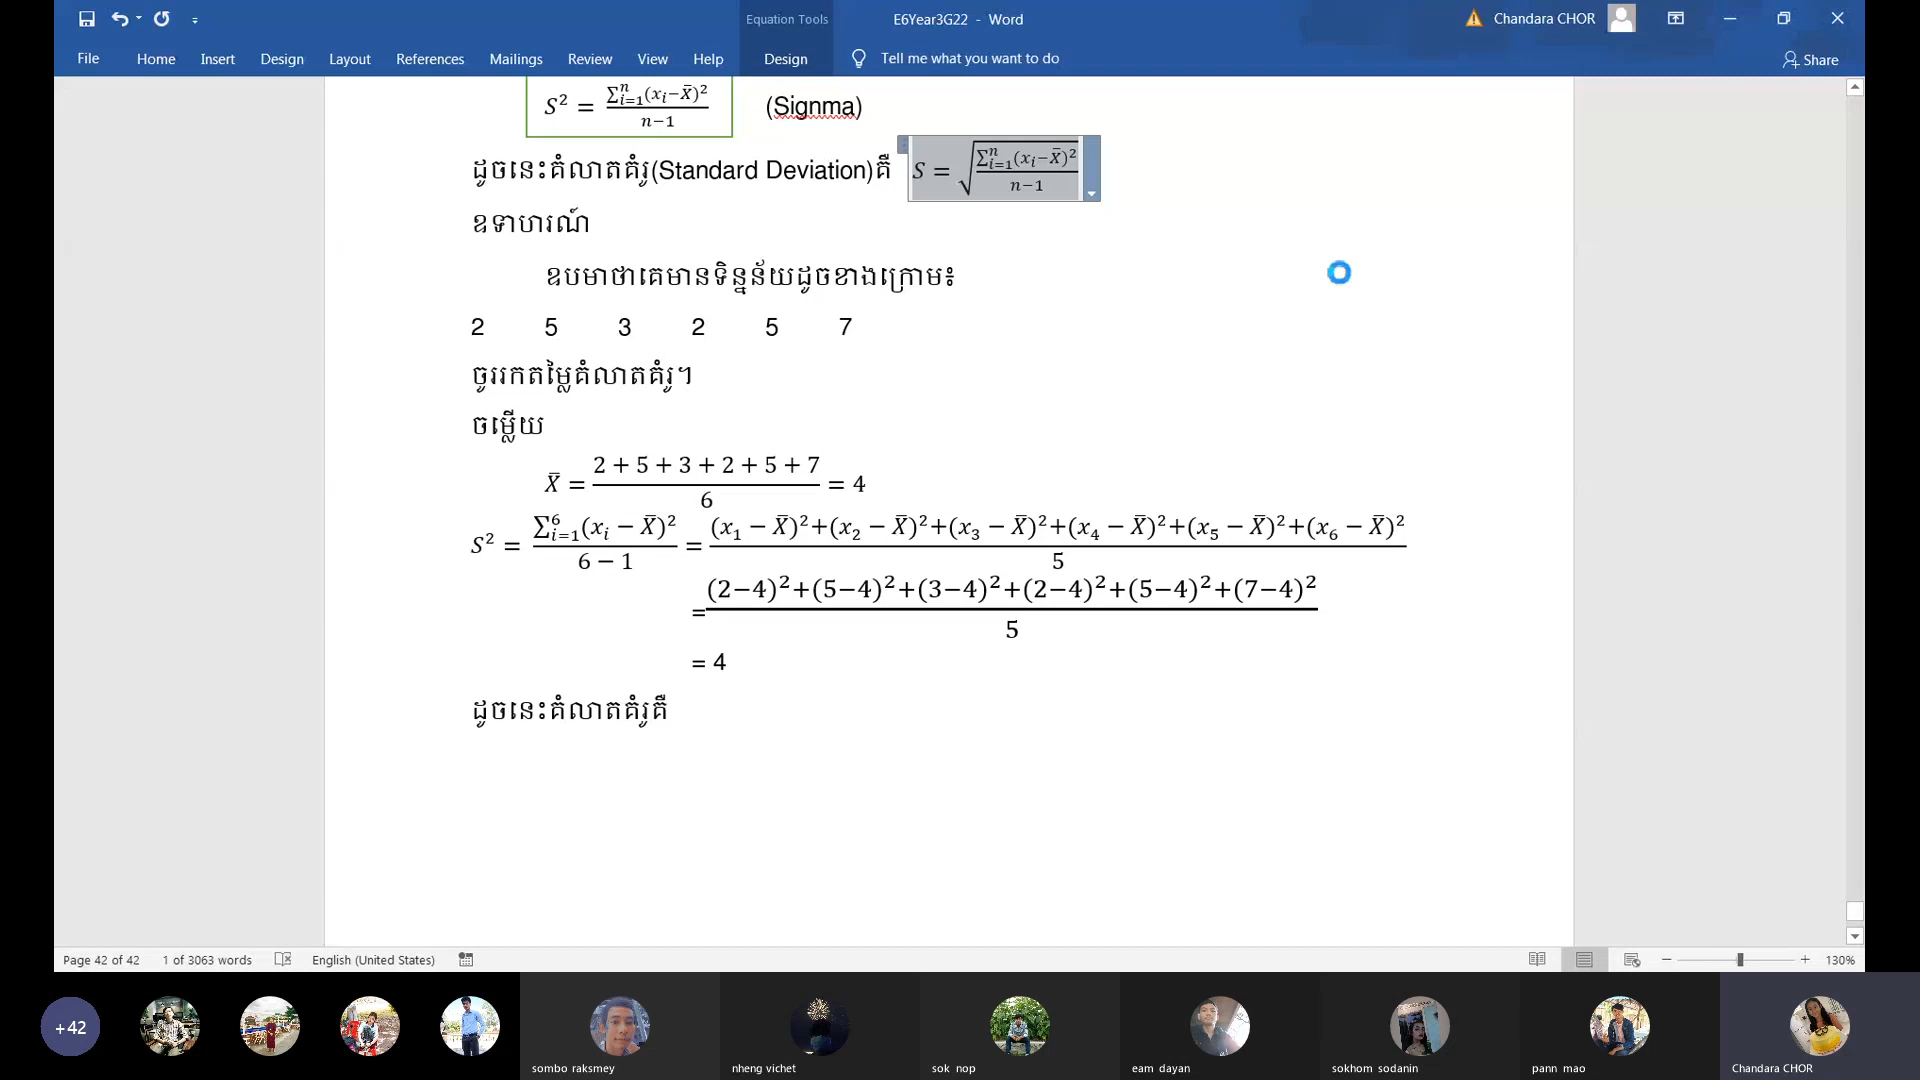 Equation Tools
E6Year3G22 - Word
Chandara CHOR
File Home Insert Design Layout References Mailings Review View Help Design Tell me what you want to do Share
S² = ∑ⁿᵢ₌₁(xᵢ−X̄)² / n−1 (Signma)
ដូចនេះគំលាតគំរូ(Standard Deviation)គឺ S = √(∑ⁿᵢ₌₁(xᵢ−X̄)² / n−1)
ឧទាហរណ៍
ឧបមាថាគេមានទិន្នន័យដូចខាងក្រោម៖
2 5 3 2 5 7
ចូររកតម្លៃគំលាតគំរូ។
ចម្លើយ
X̄ = (2 + 5 + 3 + 2 + 5 + 7) / 6 = 4
S² = ∑⁶ᵢ₌₁(xᵢ − X̄)² / 6 − 1 = (x₁ − X̄)²+(x₂ − X̄)²+(x₃ − X̄)²+(x₄ − X̄)²+(x₅ − X̄)²+(x₆ − X̄)² / 5
= (2−4)²+(5−4)²+(3−4)²+(2−4)²+(5−4)²+(7−4)² / 5
= 4
ដូចនេះគំលាតគំរូគឺ
Page 42 of 42 1 of 3063 words English (United States) 130%
+42
sombo raksmey nheng vichet sok nop eam dayan sokhom sodanin pann mao Chandara CHOR